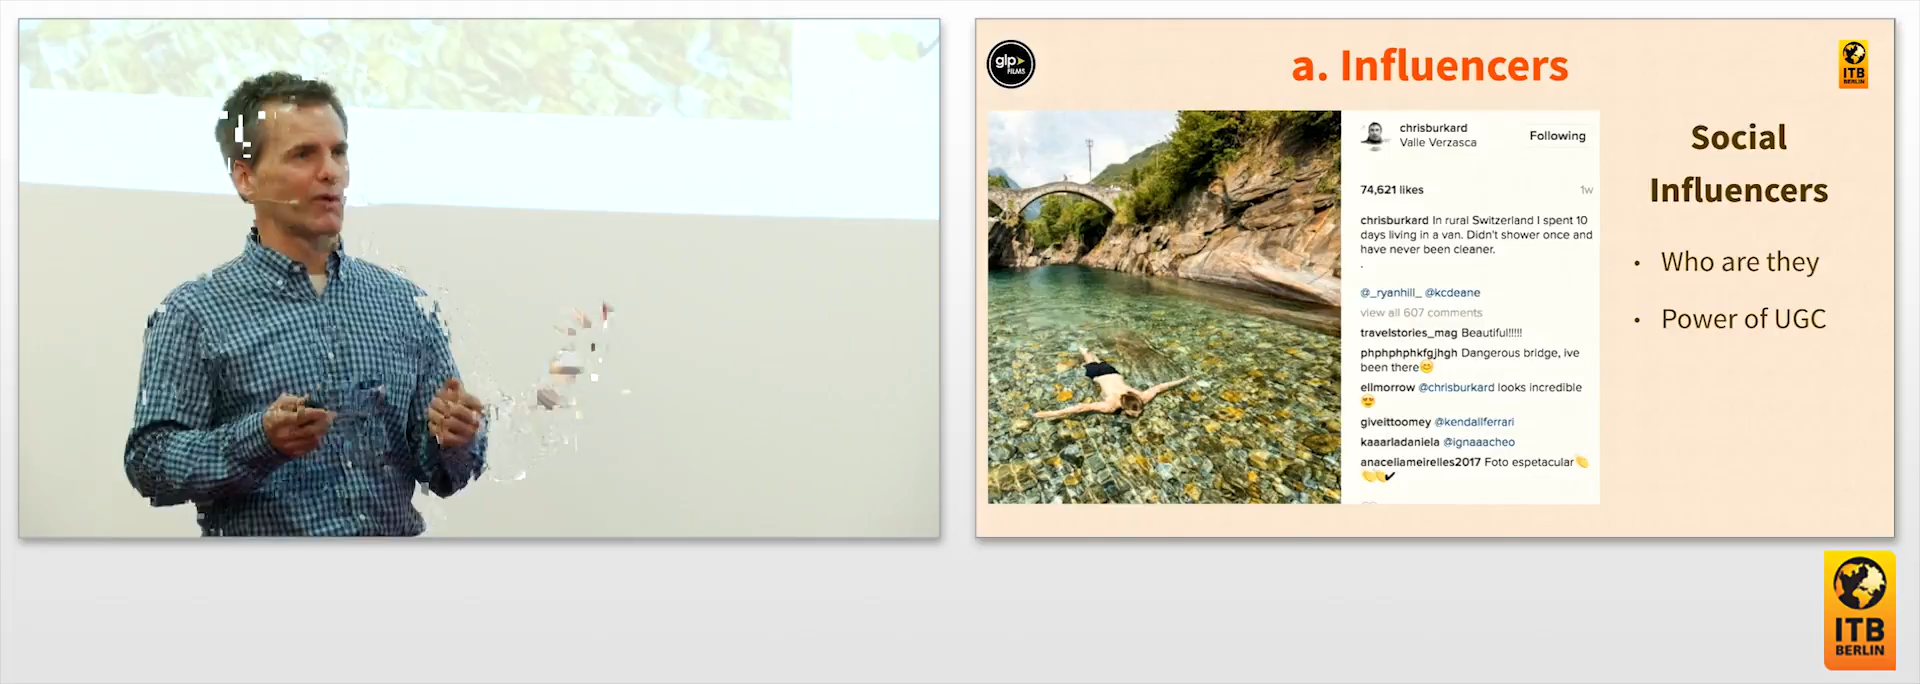 glp
FILMS
a. Influencers
ITB
BERLIN
chrisburkard
Valle Verzasca
Following
74,621 likes
1w
chrisburkard In rural Switzerland I spent 10
days living in a van. Didn't shower once and
have never been cleaner.
.
@_ryanhill_ @kcdeane
view all 607 comments
travelstories_mag Beautiful!!!!!
phphphphkfgjhgh Dangerous bridge, ive
been there😊
ellmorrow @chrisburkard looks incredible
😍
giveittoomey @kendallferrari
kaaarladaniela @ignaaacheo
anaceliameirelles2017 Foto espetacular👏
👏👏✔
Social
Influencers
• Who are they
• Power of UGC
ITB
BERLIN